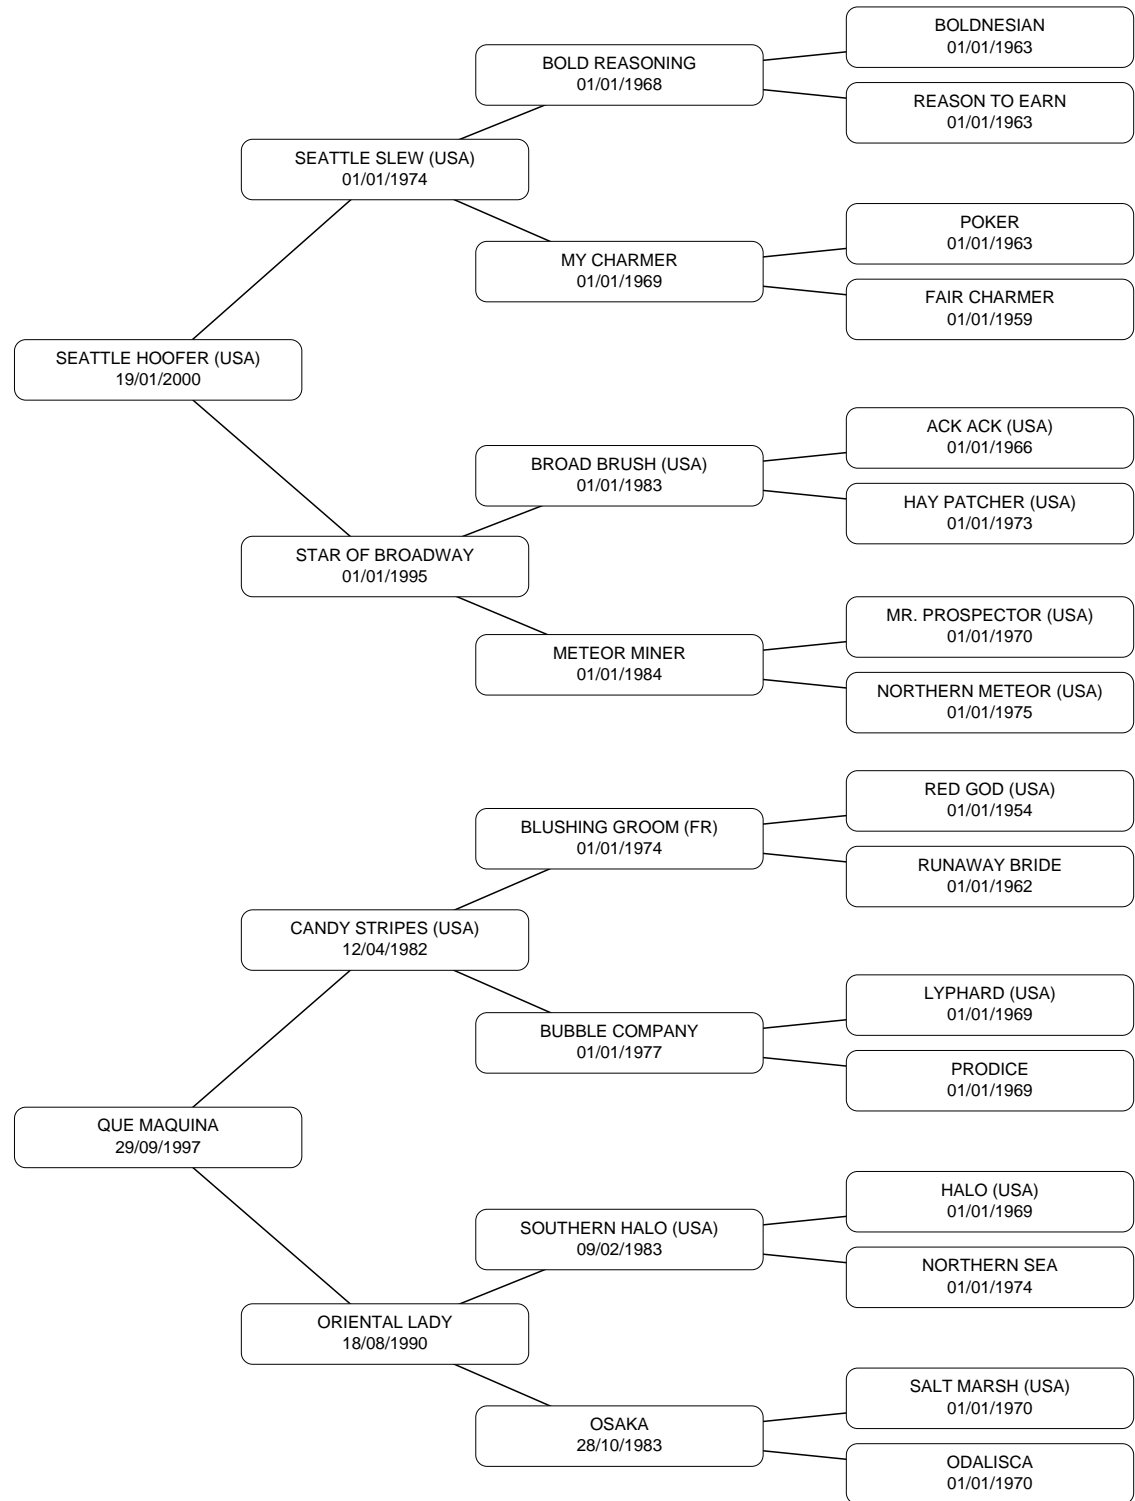 BOLDNESIAN
01/01/1963
BOLD REASONING
01/01/1968
REASON TO EARN
01/01/1963
SEATTLE SLEW (USA)
01/01/1974
POKER
01/01/1963
MY CHARMER
01/01/1969
FAIR CHARMER
01/01/1959
SEATTLE HOOFER (USA)
19/01/2000
ACK ACK (USA)
01/01/1966
BROAD BRUSH (USA)
01/01/1983
HAY PATCHER (USA)
01/01/1973
STAR OF BROADWAY
01/01/1995
MR. PROSPECTOR (USA)
01/01/1970
METEOR MINER
01/01/1984
NORTHERN METEOR (USA)
01/01/1975
RED GOD (USA)
01/01/1954
BLUSHING GROOM (FR)
01/01/1974
RUNAWAY BRIDE
01/01/1962
CANDY STRIPES (USA)
12/04/1982
LYPHARD (USA)
01/01/1969
BUBBLE COMPANY
01/01/1977
PRODICE
01/01/1969
QUE MAQUINA
29/09/1997
HALO (USA)
01/01/1969
SOUTHERN HALO (USA)
09/02/1983
NORTHERN SEA
01/01/1974
ORIENTAL LADY
18/08/1990
SALT MARSH (USA)
01/01/1970
OSAKA
28/10/1983
ODALISCA
01/01/1970